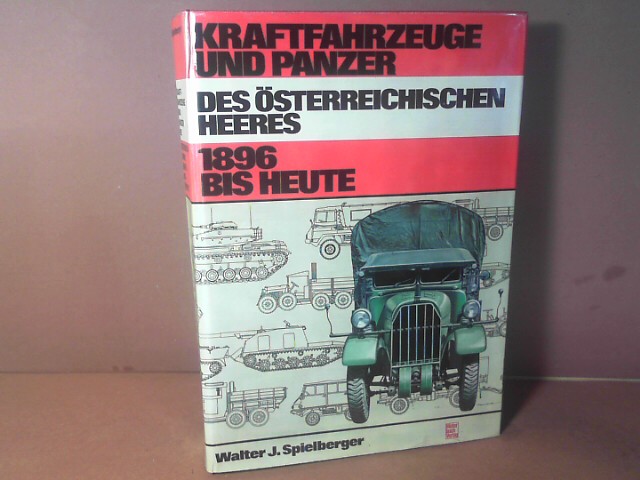 KRAFTFAHRZEUGE
UND PANZER
DES ÖSTERREICHISCHEN
HEERES
1896
BIS HEUTE
Walter J. Spielberger